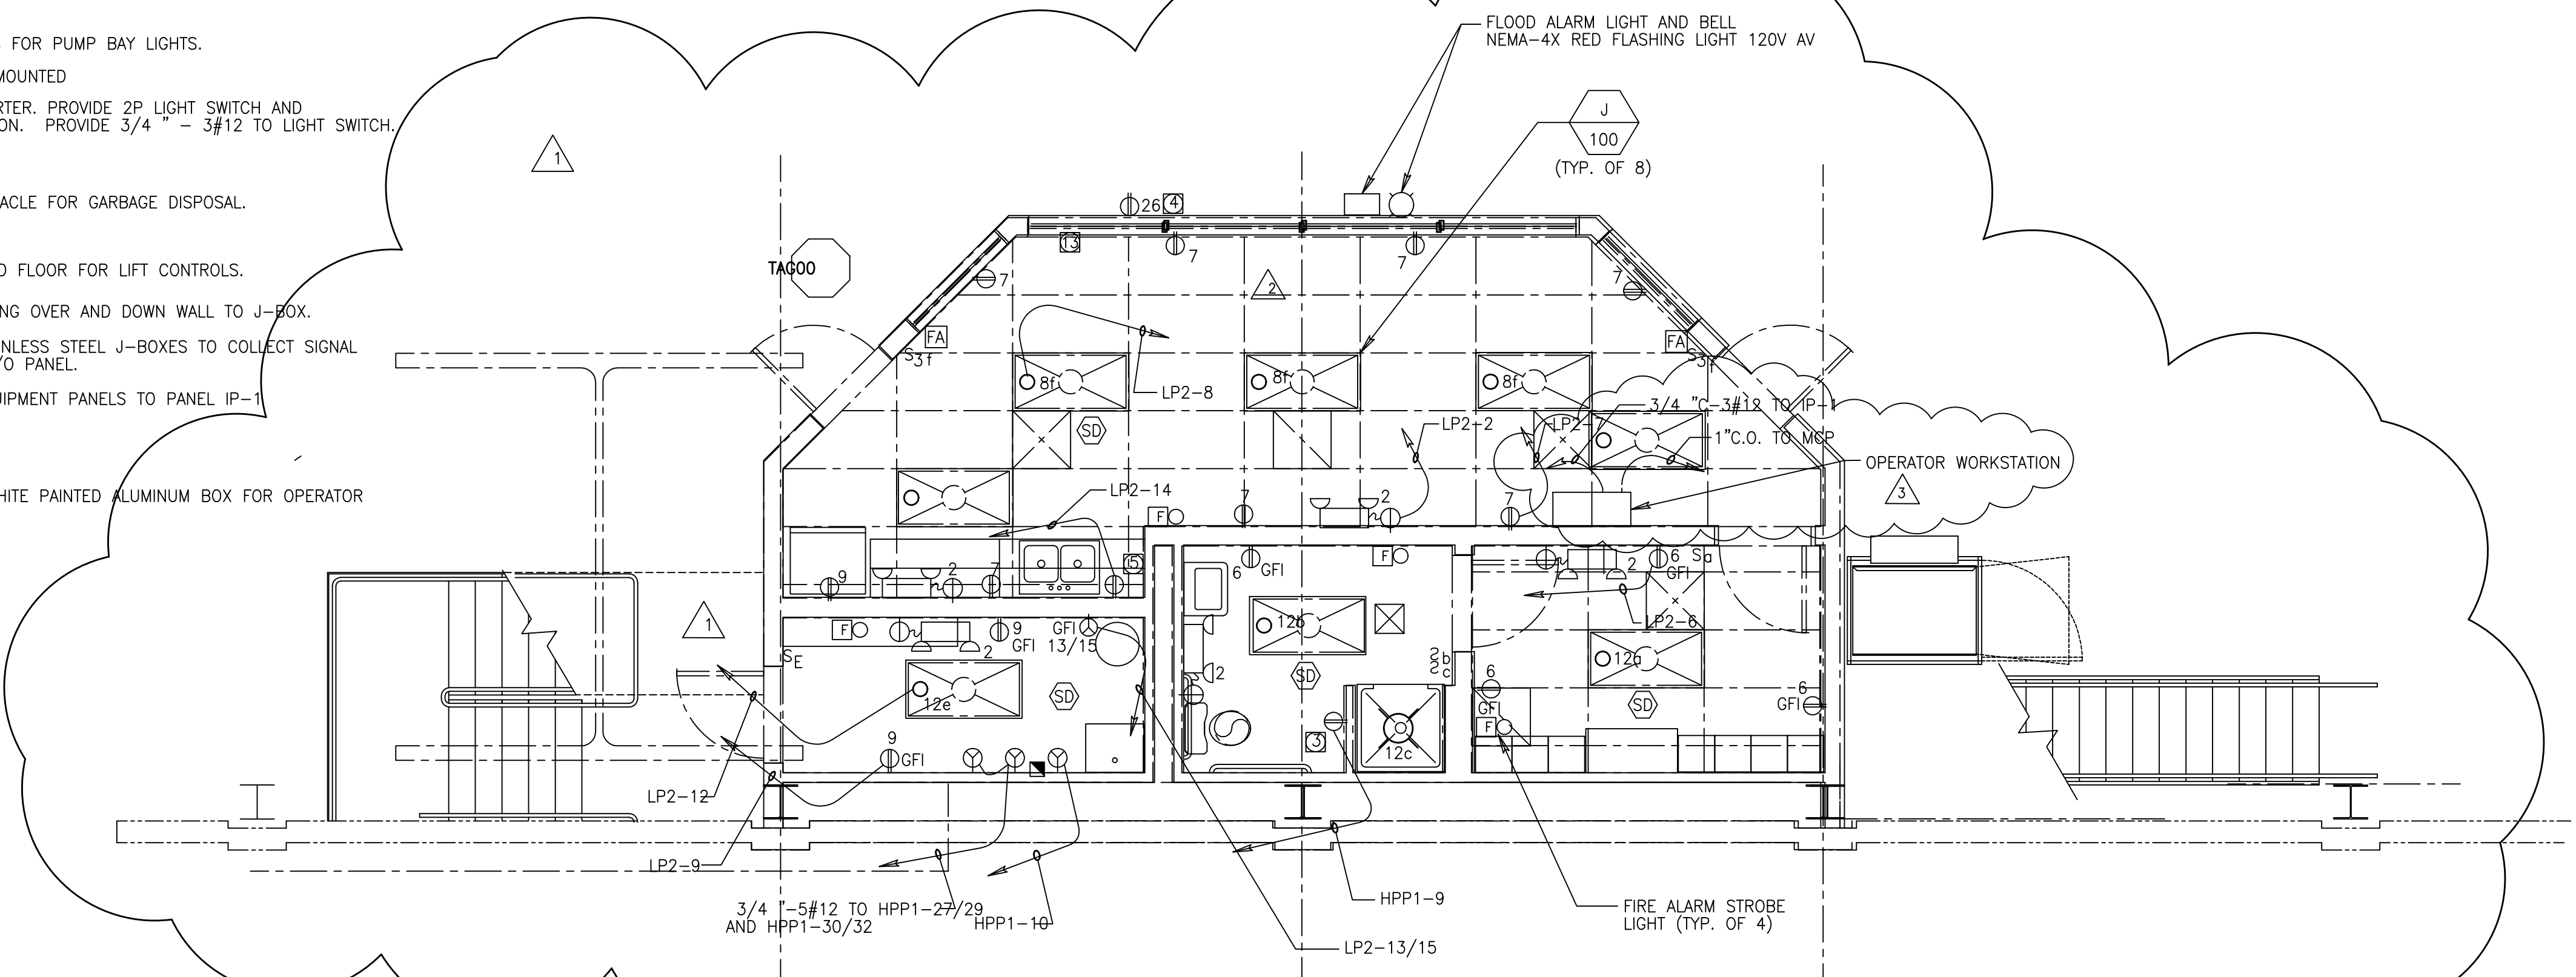 FOR PUMP BAY LIGHTS.
MOUNTED
RTER. PROVIDE 2P LIGHT SWITCH AND
ON. PROVIDE 3/4 " - 3#12 TO LIGHT SWITCH.
ACLE FOR GARBAGE DISPOSAL.
D FLOOR FOR LIFT CONTROLS.
NG OVER AND DOWN WALL TO J-BOX.
NLESS STEEL J-BOXES TO COLLECT SIGNAL
/O PANEL.
UIPMENT PANELS TO PANEL IP-1
HITE PAINTED ALUMINUM BOX FOR OPERATOR
FLOOD ALARM LIGHT AND BELL
NEMA-4X RED FLASHING LIGHT 120V AV
J
100
(TYP. OF 8)
1
26
4
13
7
7
TAG00
7
7
2
FA
FA
S3f
S3f
8f
8f
8f
LP2-8
SD
LP2-2
LP2-7
3/4 "C-3#12 TO IP-1
1"C.O. TO MCP
OPERATOR WORKSTATION
3
LP2-14
F
7
2
7
9
2
7
15
6
GFI
F
2
6
GFI
Sa
LP2-6
1
F
9
GFI
2
GFI
13/15
SE
12e
SD
9
GFI
12b
SD
2
Sb
Sc
3
12c
12a
SD
6
GFI
F
6
GFI
LP2-12
LP2-9
3/4 "-5#12 TO HPP1-27/29
AND HPP1-30/32
HPP1-10
HPP1-9
LP2-13/15
FIRE ALARM STROBE
LIGHT (TYP. OF 4)